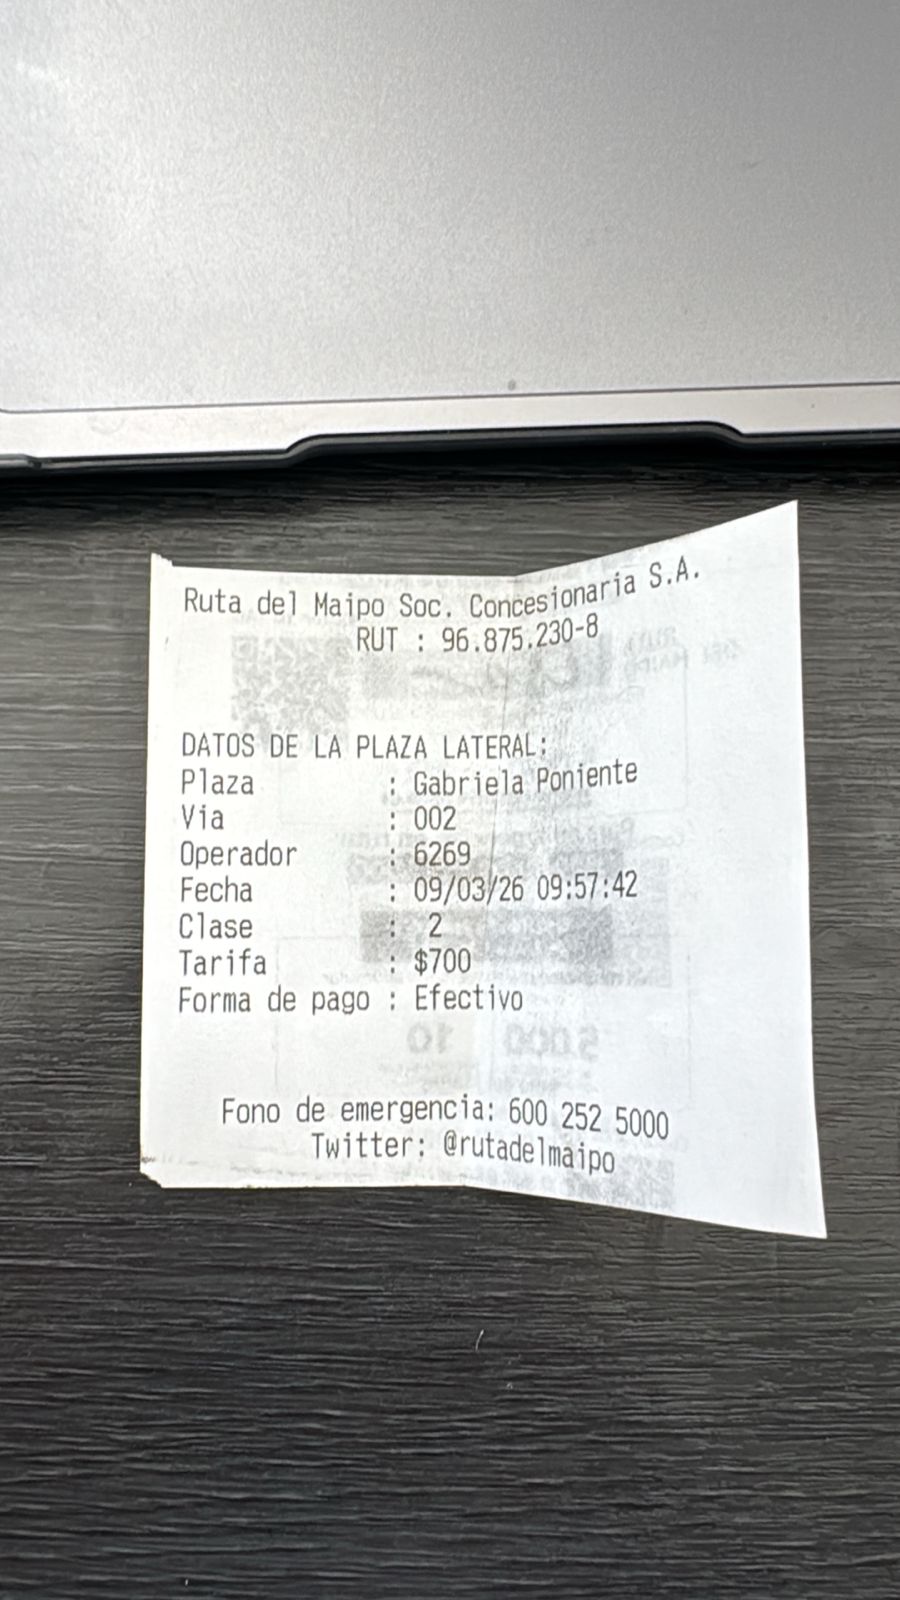 Ruta del Maipo Soc. Concesionaria S.A.
RUT : 96.875.230-8
DATOS DE LA PLAZA LATERAL:
Plaza : Gabriela Poniente
Via : 002
Operador : 6269
Fecha : 09/03/26 09:57:42
Clase : 2
Tarifa : $700
Forma de pago : Efectivo
Fono de emergencia: 600 252 5000
Twitter: @rutadelmaipo